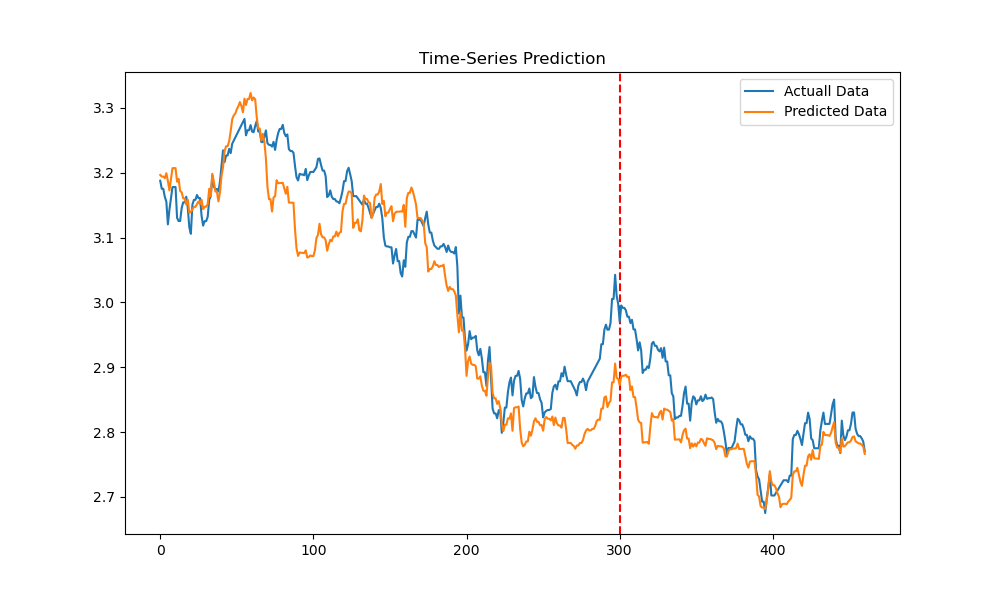 Time-Series Prediction
Actuall Data
Predicted Data
3.3
3.2
3.1
3.0
2.9
2.8
2.7
0 100 200 300 400